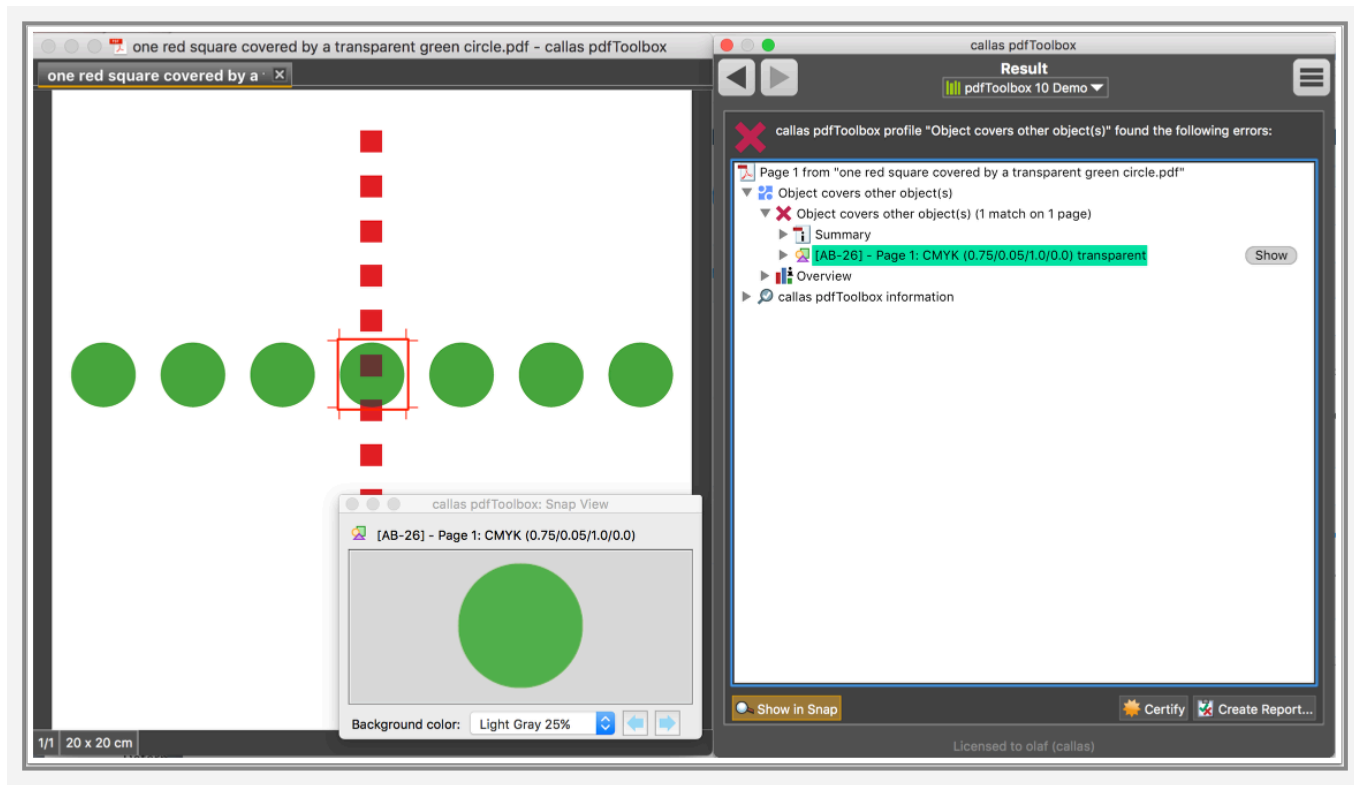 one red square covered by a transparent green circle.pdf - callas pdfToolbox
one red square covered by a
callas pdfToolbox: Snap View
[AB-26] - Page 1: CMYK (0.75/0.05/1.0/0.0)
Background color: Light Gray 25%
1/1 20 x 20 cm
callas pdfToolbox
Result
pdfToolbox 10 Demo
callas pdfToolbox profile "Object covers other object(s)" found the following errors:
Page 1 from "one red square covered by a transparent green circle.pdf"
Object covers other object(s)
Object covers other object(s) (1 match on 1 page)
Summary
[AB-26] - Page 1: CMYK (0.75/0.05/1.0/0.0) transparent Show
Overview
callas pdfToolbox information
Show in Snap Certify Create Report...
Licensed to olaf (callas)